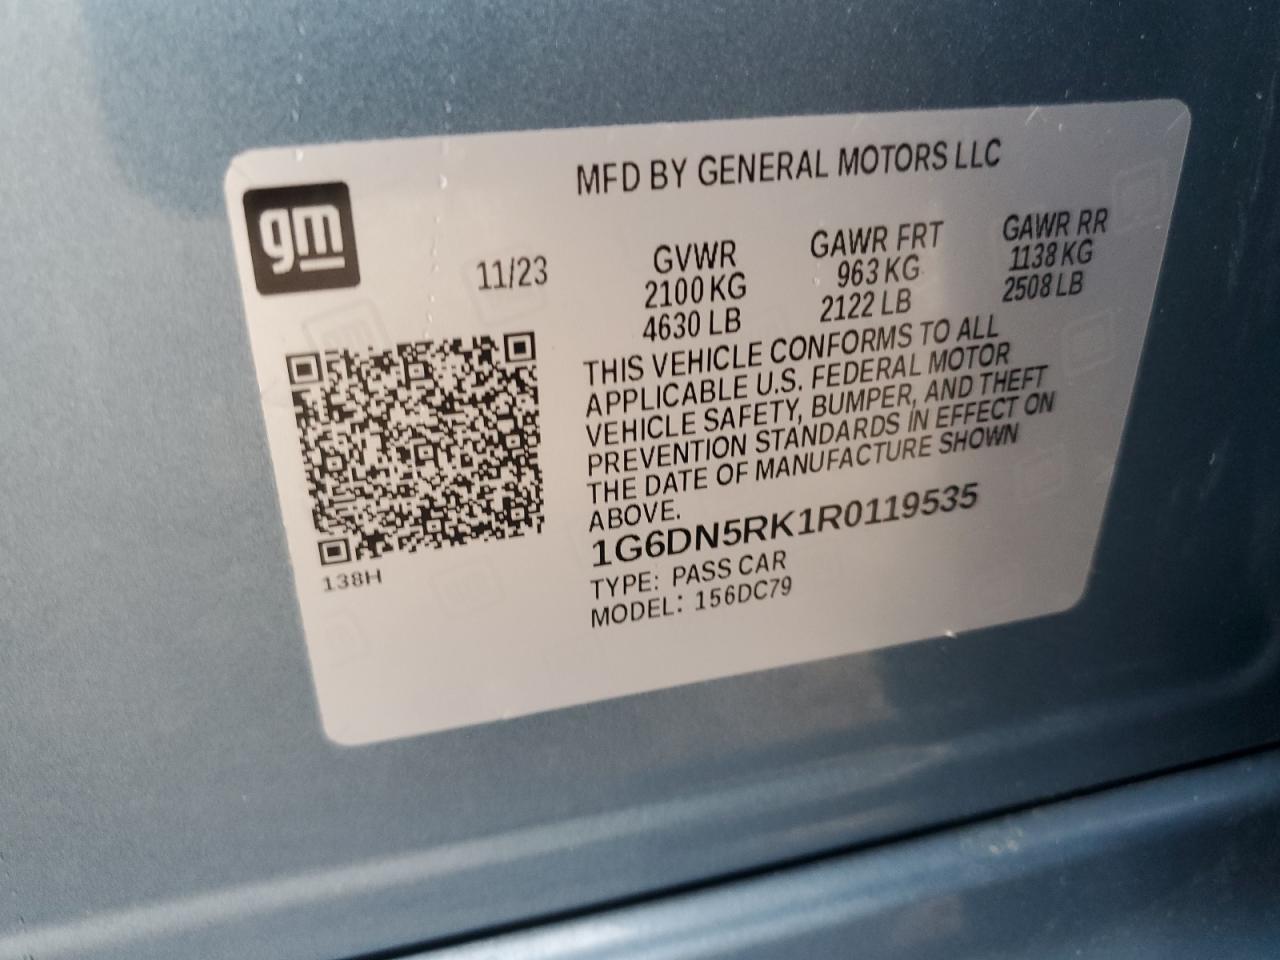 MFD BY GENERAL MOTORS LLC
gm
11/23
GVWR
2100 KG
4630 LB
GAWR FRT
963 KG
2122 LB
GAWR RR
1138 KG
2508 LB
THIS VEHICLE CONFORMS TO ALL
APPLICABLE U.S. FEDERAL MOTOR
VEHICLE SAFETY, BUMPER, AND THEFT
PREVENTION STANDARDS IN EFFECT ON
THE DATE OF MANUFACTURE SHOWN
ABOVE.
1G6DN5RK1R0119535
TYPE: PASS CAR
MODEL: 156DC79
138H